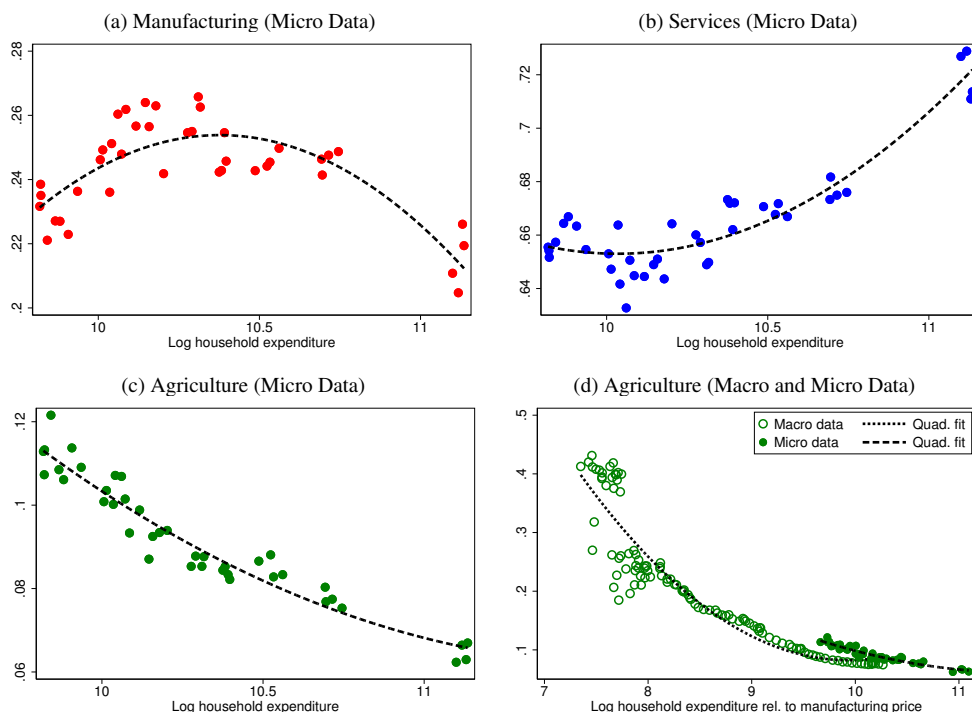 (a) Manufacturing (Micro Data)
.28
.26
.24
.22
.2
10
10.5
11
Log household expenditure
(b) Services (Micro Data)
.72
.7
.68
.66
.64
10
10.5
11
Log household expenditure
(c) Agriculture (Micro Data)
.12
.1
.08
.06
10
10.5
11
Log household expenditure
(d) Agriculture (Macro and Micro Data)
Macro data
Quad. fit
Micro data
Quad. fit
.5
.4
.3
.2
.1
7
8
9
10
11
Log household expenditure rel. to manufacturing price